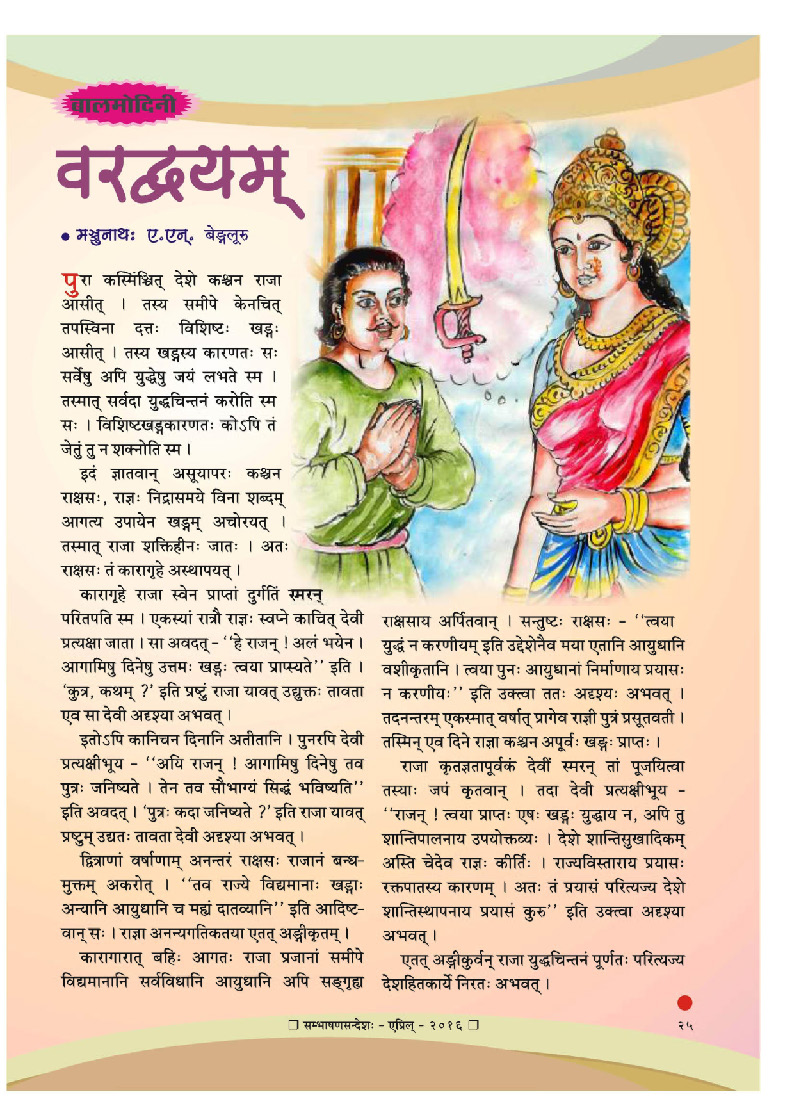 बालमोदिनी
वरद्वयम्
• मञ्जुनाथः ए.एन्. बेङ्गलूरु
पुरा कस्मिंश्चित् देशे कश्चन राजा
आसीत् । तस्य समीपे केनचित्
तपस्विना दत्तः विशिष्टः खड्गः
आसीत् । तस्य खड्गस्य कारणतः सः
सर्वेषु अपि युद्धेषु जयं लभते स्म ।
तस्मात् सर्वदा युद्धचिन्तनं करोति स्म
सः । विशिष्टखड्गकारणतः कोऽपि तं
जेतुं तु न शक्नोति स्म ।
इदं ज्ञातवान् असूयापरः कश्चन
राक्षसः, राज्ञः निद्रासमये विना शब्दम्
आगत्य उपायेन खड्गम् अचोरयत् ।
तस्मात् राजा शक्तिहीनः जातः । अतः
राक्षसः तं कारागृहे अस्थापयत् ।
कारागृहे राजा स्वेन प्राप्तां दुर्गतिं स्मरन्
परितपति स्म । एकस्यां रात्रौ राज्ञः स्वप्ने काचित् देवी
प्रत्यक्षा जाता । सा अवदत् - ‘‘हे राजन् ! अलं भयेन ।
आगामिषु दिनेषु उत्तमः खड्गः त्वया प्राप्स्यते’’ इति ।
‘कुत्र, कथम् ?’ इति प्रष्टुं राजा यावत् उद्युक्तः तावता
एव सा देवी अदृश्या अभवत् ।
इतोऽपि कानिचन दिनानि अतीतानि । पुनरपि देवी
प्रत्यक्षीभूय - ‘‘अयि राजन् ! आगामिषु दिनेषु तव
पुत्रः जनिष्यते । तेन तव सौभाग्यं सिद्धं भविष्यति’’
इति अवदत् । ‘पुत्रः कदा जनिष्यते ?’ इति राजा यावत्
प्रष्टुम् उद्यतः तावता देवी अदृश्या अभवत् ।
द्वित्राणां वर्षाणाम् अनन्तरं राक्षसः राजानं बन्ध-
मुक्तम् अकरोत् । ‘‘तव राज्ये विद्यमानाः खड्गाः
अन्यानि आयुधानि च मह्यं दातव्यानि’’ इति आदिष्ट-
वान् सः । राज्ञा अनन्यगतिकतया एतत् अङ्गीकृतम् ।
कारागारात् बहिः आगतः राजा प्रजानां समीपे
विद्यमानानि सर्वविधानि आयुधानि अपि सङ्गृह्य
राक्षसाय अर्पितवान् । सन्तुष्टः राक्षसः - ‘‘त्वया
युद्धं न करणीयम् इति उद्देशेनैव मया एतानि आयुधानि
वशीकृतानि । त्वया पुनः आयुधानां निर्माणाय प्रयासः
न करणीयः’’ इति उक्त्वा ततः अदृश्यः अभवत् ।
तदनन्तरम् एकस्मात् वर्षात् प्रागेव राज्ञी पुत्रं प्रसूतवती ।
तस्मिन् एव दिने राज्ञा कश्चन अपूर्वः खड्गः प्राप्तः ।
राजा कृतज्ञतापूर्वकं देवीं स्मरन् तां पूजयित्वा
तस्याः जपं कृतवान् । तदा देवी प्रत्यक्षीभूय -
‘‘राजन् ! त्वया प्राप्तः एषः खड्गः युद्धाय न, अपि तु
शान्तिपालनाय उपयोक्तव्यः । देशे शान्तिसुखादिकम्
अस्ति चेदेव राज्ञः कीर्तिः । राज्यविस्ताराय प्रयासः
रक्तपातस्य कारणम् । अतः तं प्रयासं परित्यज्य देशे
शान्तिस्थापनाय प्रयासं कुरु’’ इति उक्त्वा अदृश्या
अभवत् ।
एतत् अङ्गीकुर्वन् राजा युद्धचिन्तनं पूर्णतः परित्यज्य
देशहितकार्ये निरतः अभवत् ।
❐ सम्भाषणसन्देशः - एप्रिल् - २०१६ ❐
२५